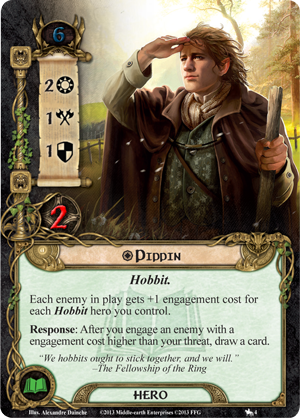 6
2
1
1
2
Pippin
Hobbit.
Each enemy in play gets +1 engagement cost for
each Hobbit hero you control.
Response: After you engage an enemy with a
engagement cost higher than your threat, draw a card.
“We hobbits ought to stick together, and we will.”
–The Fellowship of the Ring
HERO
Illus. Alexandre Dainche
©2013 Middle-earth Enterprises ©2013 FFG
4